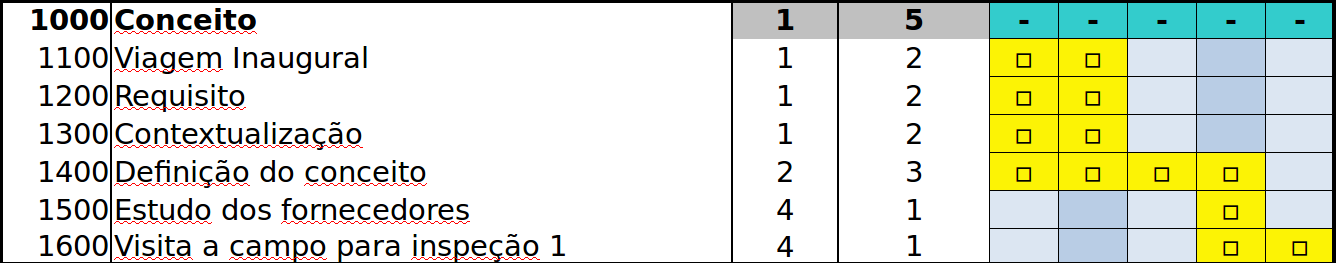 1000 Conceito 1 5 - - - - -
1100 Viagem Inaugural 1 2 □ □
1200 Requisito 1 2 □ □
1300 Contextualização 1 2 □ □
1400 Definição do conceito 2 3 □ □ □ □
1500 Estudo dos fornecedores 4 1 □
1600 Visita a campo para inspeção 1 4 1 □ □